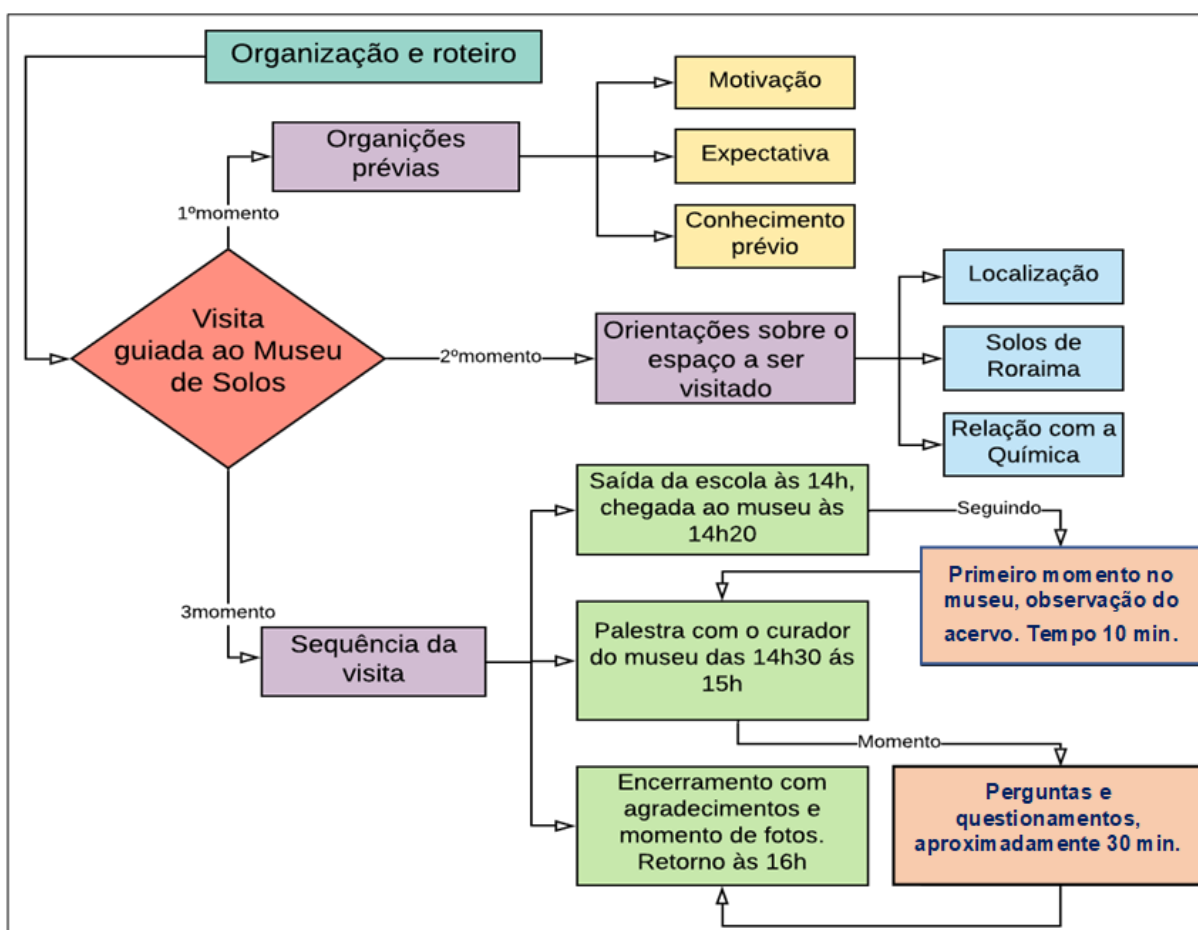 Organização e roteiro
Motivação
Organições
prévias
Expectativa
1ºmomento
Conhecimento
prévio
Visita
guiada ao Museu
de Solos
2ºmomento
Orientações sobre o
espaço a ser
visitado
Localização
Solos de
Roraima
Relação com a
Química
3momento
Sequência da
visita
Saída da escola às 14h,
chegada ao museu às
14h20
Seguindo
Primeiro momento no
museu, observação do
acervo. Tempo 10 min.
Palestra com o curador
do museu das 14h30 ás
15h
Momento
Perguntas e
questionamentos,
aproximadamente 30 min.
Encerramento com
agradecimentos e
momento de fotos.
Retorno às 16h